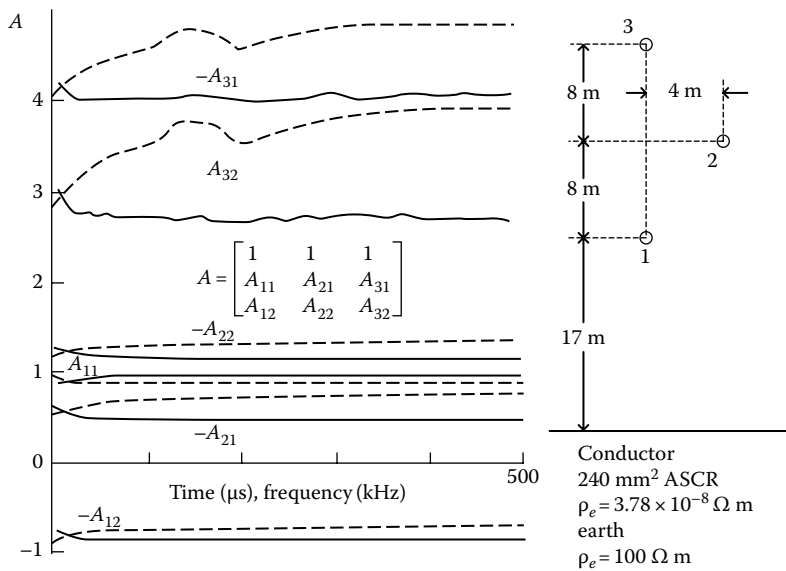 A
4
3
2
1
0
−1
−A31
A32
A = [1 1 1
A11 A21 A31
A12 A22 A32]
−A22
A11
−A21
Time (μs), frequency (kHz)
500
−A12
3
8 m
4 m
2
8 m
1
17 m
Conductor
240 mm² ASCR
ρe = 3.78 × 10⁻⁸ Ω m
earth
ρe = 100 Ω m